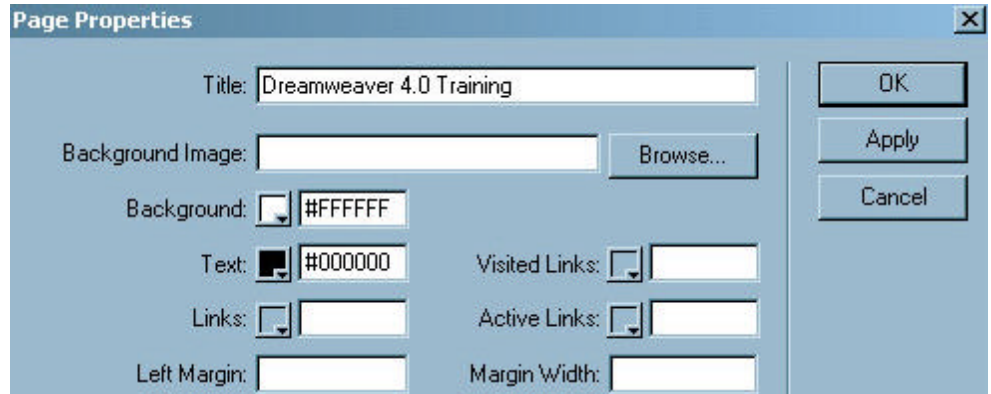 Page Properties
Title: Dreamweaver 4.0 Training OK
Background Image: Browse... Apply
Background: #FFFFFF Cancel
Text: #000000 Visited Links:
Links: Active Links:
Left Margin: Margin Width: